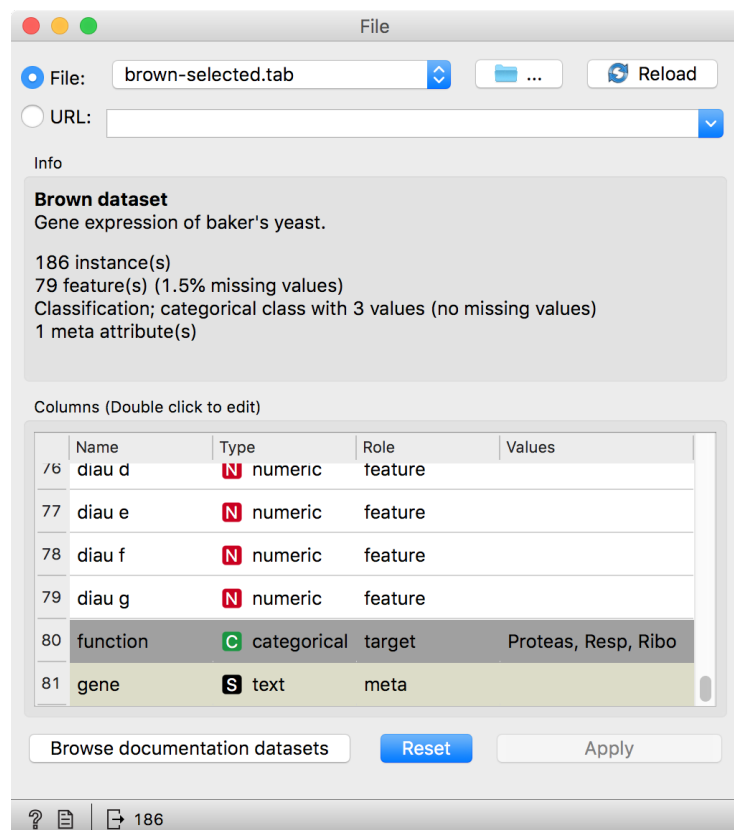 File
File: brown-selected.tab ... Reload
URL:
Info
Brown dataset
Gene expression of baker's yeast.
186 instance(s)
79 feature(s) (1.5% missing values)
Classification; categorical class with 3 values (no missing values)
1 meta attribute(s)
Columns (Double click to edit)
Name Type Role Values
76 diau d N numeric feature
77 diau e N numeric feature
78 diau f N numeric feature
79 diau g N numeric feature
80 function C categorical target Proteas, Resp, Ribo
81 gene S text meta
Browse documentation datasets Reset Apply
? 186